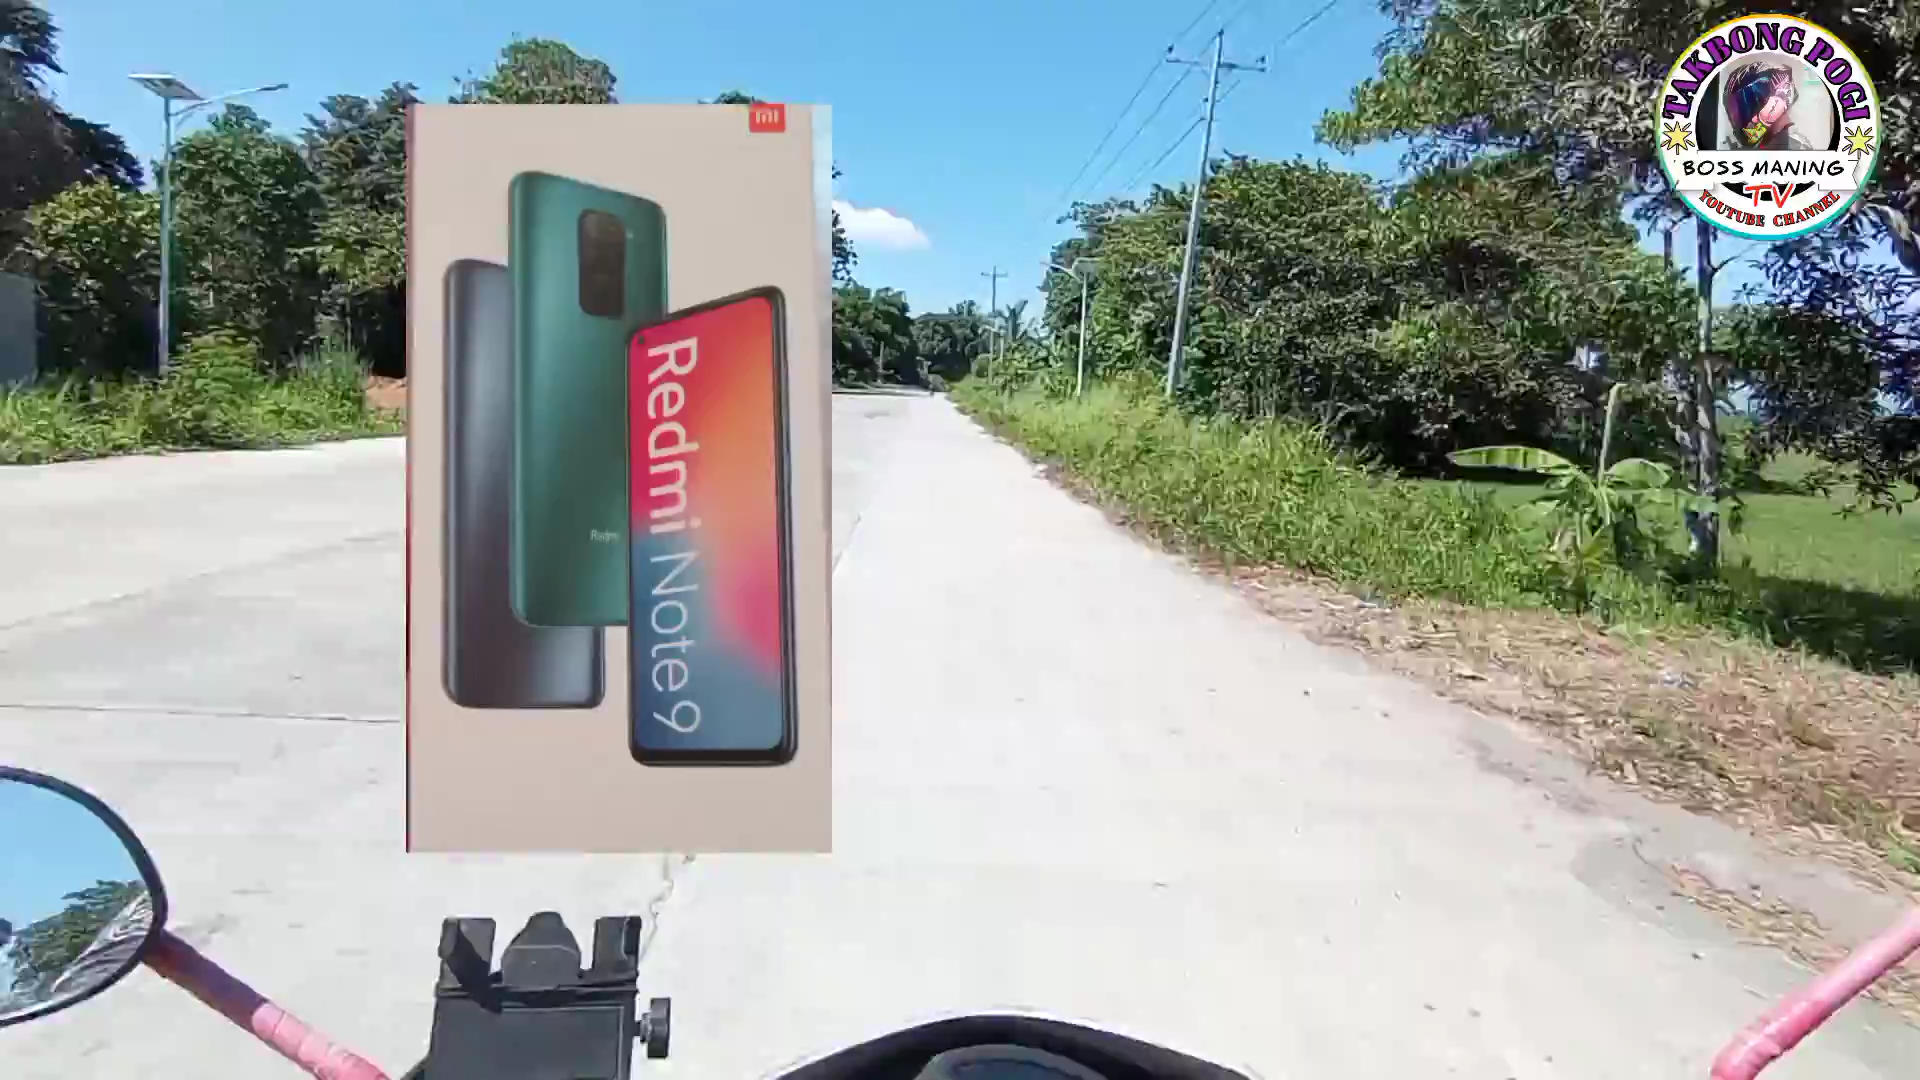 TAKBONG POGI
BOSS MANING
TV
YOUTUBE CHANNEL
mi
Redmi
Redmi Note 9